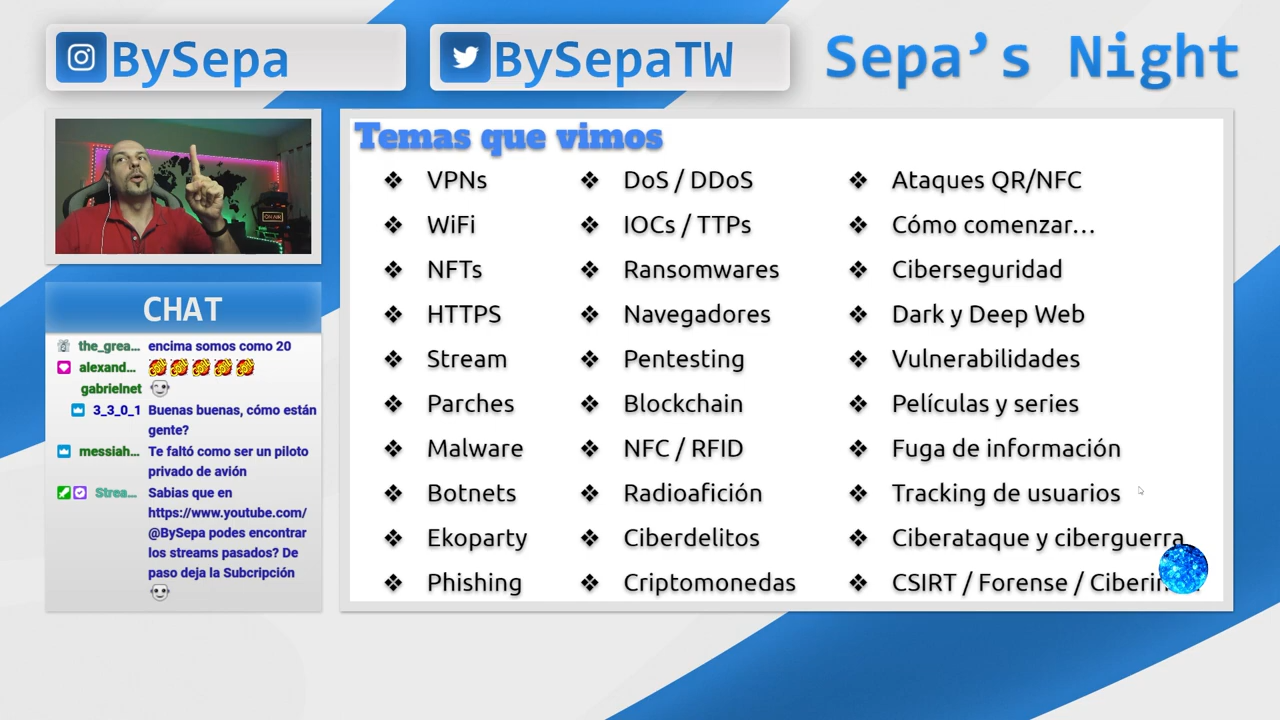 BySepa
BySepaTW
Sepa’s Night
Temas que vimos
❖ VPNs
❖ WiFi
❖ NFTs
❖ HTTPS
❖ Stream
❖ Parches
❖ Malware
❖ Botnets
❖ Ekoparty
❖ Phishing
❖ DoS / DDoS
❖ IOCs / TTPs
❖ Ransomwares
❖ Navegadores
❖ Pentesting
❖ Blockchain
❖ NFC / RFID
❖ Radioafición
❖ Ciberdelitos
❖ Criptomonedas
❖ Ataques QR/NFC
❖ Cómo comenzar…
❖ Ciberseguridad
❖ Dark y Deep Web
❖ Vulnerabilidades
❖ Películas y series
❖ Fuga de información
❖ Tracking de usuarios
❖ Ciberataque y ciberguerra
❖ CSIRT / Forense /
CHAT
the_grea... encima somos como 20
alexand...
gabrielnet
3_3_0_1 Buenas buenas, cómo están
gente?
messiah... Te faltó como ser un piloto
privado de avión
Strea... Sabias que en
https://www.youtube.com/
@BySepa podes encontrar
los streams pasados? De
paso deja la Subcripción